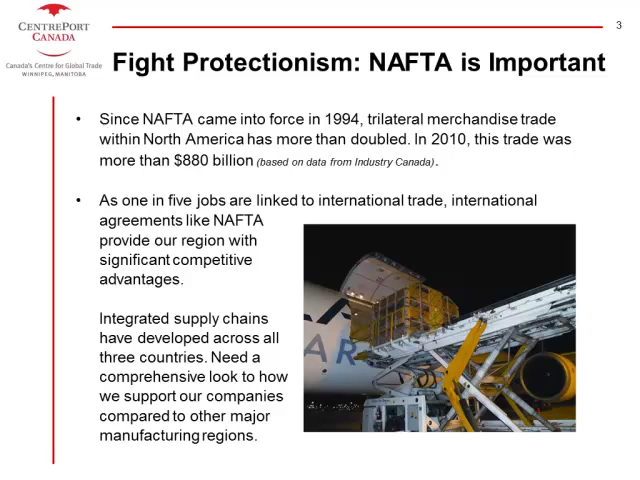 CENTREPORT
CANADA
Canada's Centre for Global Trade
WINNIPEG, MANITOBA
3
Fight Protectionism: NAFTA is Important
• Since NAFTA came into force in 1994, trilateral merchandise trade
within North America has more than doubled. In 2010, this trade was
more than $880 billion (based on data from Industry Canada).
• As one in five jobs are linked to international trade, international
agreements like NAFTA
provide our region with
significant competitive
advantages.
Integrated supply chains
have developed across all
three countries. Need a
comprehensive look to how
we support our companies
compared to other major
manufacturing regions.